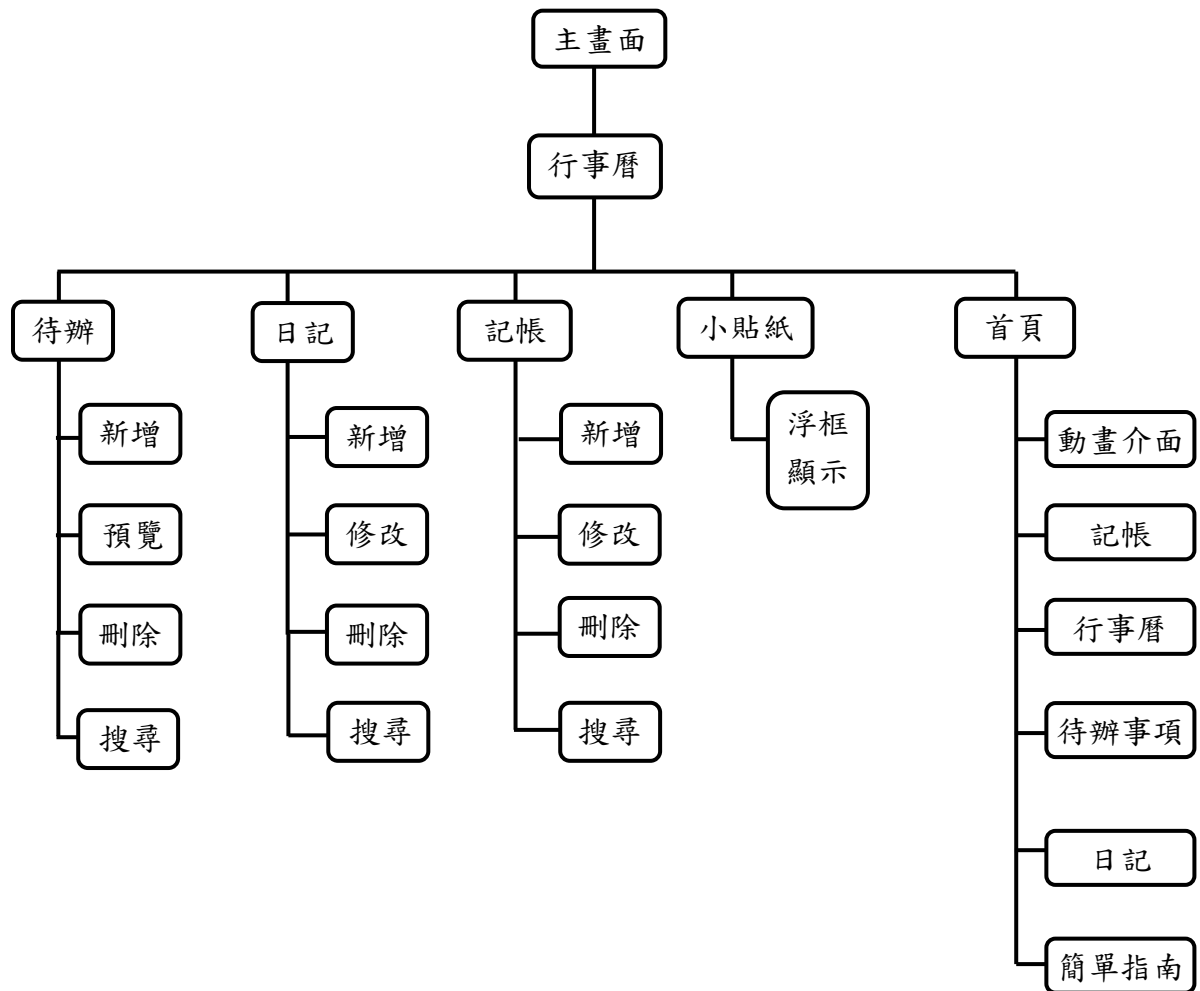 主畫面
行事曆
待辦
日記
記帳
小貼紙
首頁
新增
預覽
刪除
搜尋
新增
修改
刪除
搜尋
新增
修改
刪除
搜尋
浮框
顯示
動畫介面
記帳
行事曆
待辦事項
日記
簡單指南